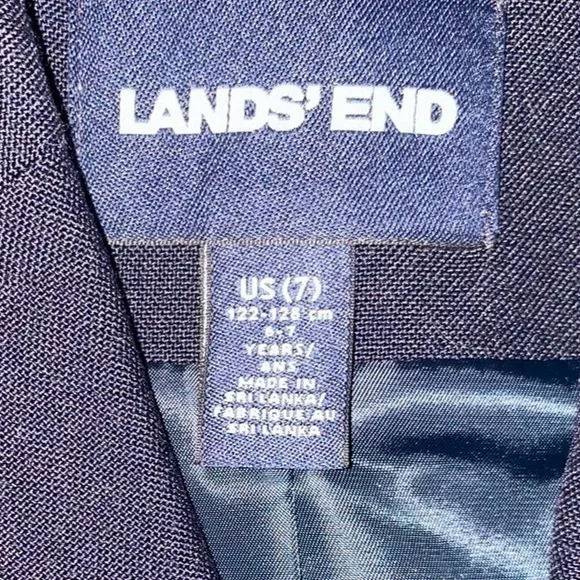 LANDS' END
US (7)
122-128 cm
6-7
YEARS/
ANS
MADE IN
SRI LANKA/
FABRIQUE AU
SRI LANKA